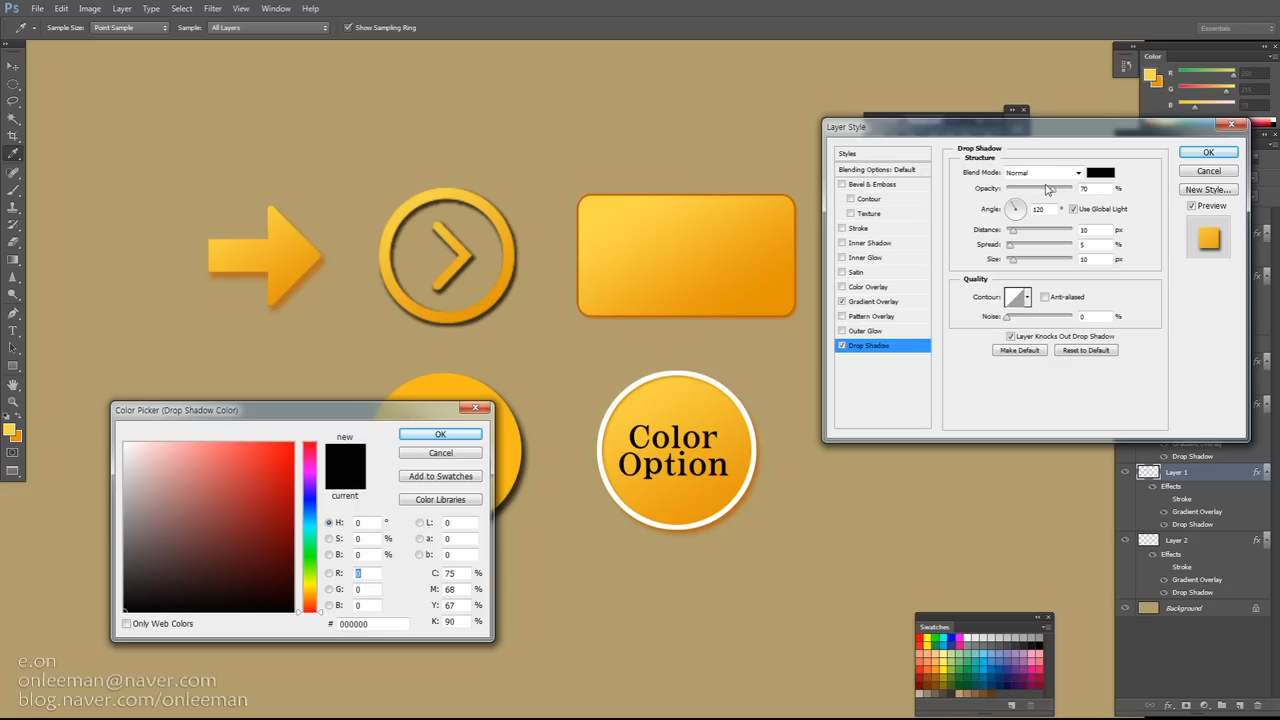 Ps File Edit Image Layer Type Select Filter View Window Help
Sample Size: Point Sample Sample: All Layers Show Sampling Ring Essentials
Color
R 250
G 215
B 73
Layer Style
Styles
Blending Options: Default
Bevel & Emboss
Contour
Texture
Stroke
Inner Shadow
Inner Glow
Satin
Color Overlay
Gradient Overlay
Pattern Overlay
Outer Glow
Drop Shadow
Drop Shadow
Structure
Blend Mode: Normal
Opacity: 70 %
Angle: 120 ° Use Global Light
Distance: 10 px
Spread: 5 %
Size: 10 px
Quality
Contour: Anti-aliased
Noise: 0 %
Layer Knocks Out Drop Shadow
Make Default Reset to Default
OK
Cancel
New Style...
Preview
Color
Option
Color Picker (Drop Shadow Color)
new
current
OK
Cancel
Add to Swatches
Color Libraries
H: 0 ° L: 0
S: 0 % a: 0
B: 0 % b: 0
R: 0 C: 75 %
G: 0 M: 68 %
B: 0 Y: 67 %
# 000000 K: 90 %
Only Web Colors
Drop Shadow
Layer 1 fx
Effects
Stroke
Gradient Overlay
Drop Shadow
Layer 2 fx
Effects
Stroke
Gradient Overlay
Drop Shadow
Background
Swatches
fx
e.on
onleeman@naver.com
blog.naver.com/onleeman